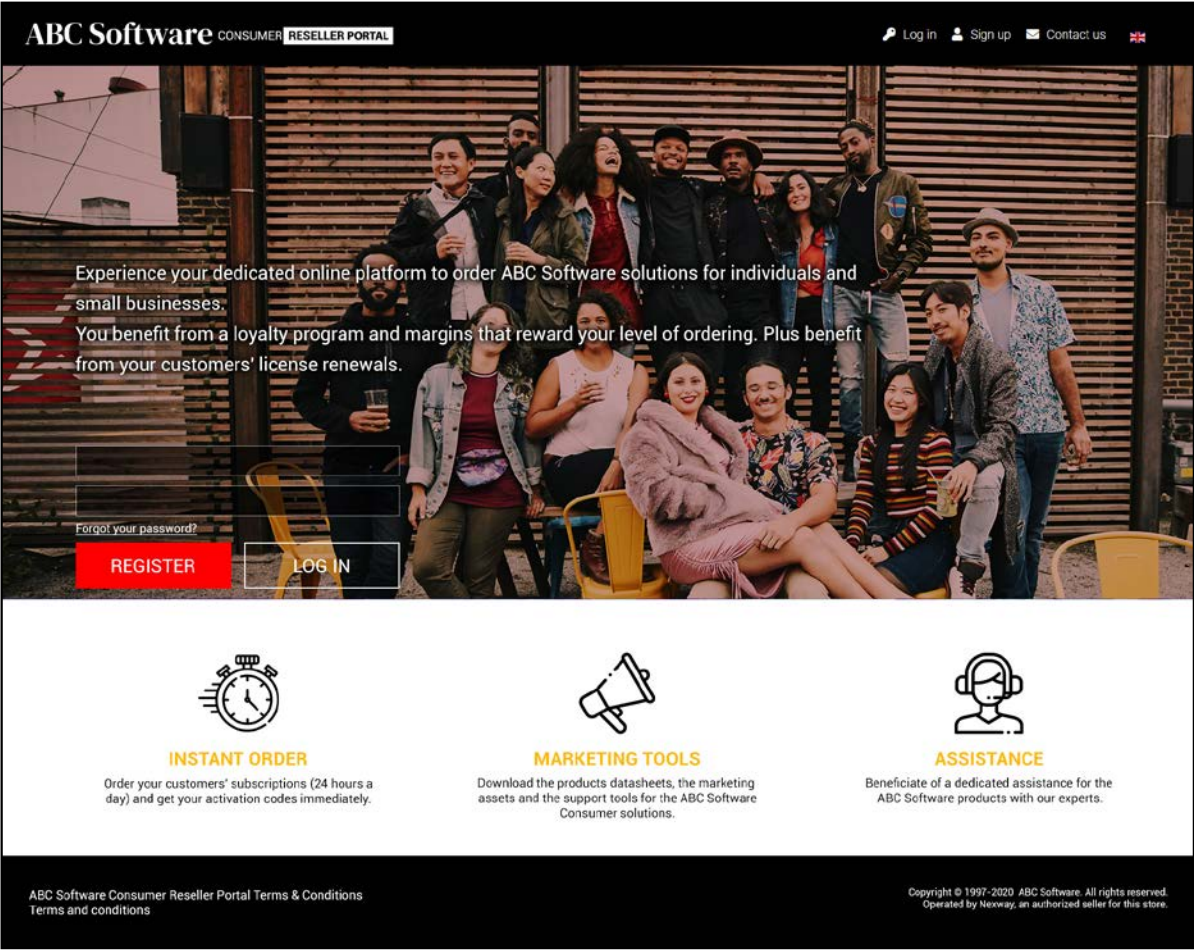 ABC Software CONSUMER RESELLER PORTAL
Log in Sign up Contact us
Experience your dedicated online platform to order ABC Software solutions for individuals and
small businesses.
You benefit from a loyalty program and margins that reward your level of ordering. Plus benefit
from your customers' license renewals.
Forgot your password?
REGISTER LOG IN
INSTANT ORDER
Order your customers' subscriptions (24 hours a
day) and get your activation codes immediately.
MARKETING TOOLS
Download the products datasheets, the marketing
assets and the support tools for the ABC Software
Consumer solutions.
ASSISTANCE
Beneficiate of a dedicated assistance for the
ABC Software products with our experts.
ABC Software Consumer Reseller Portal Terms & Conditions
Terms and conditions
Copyright © 1997-2020 ABC Software. All rights reserved.
Operated by Nexway, an authorized seller for this store.